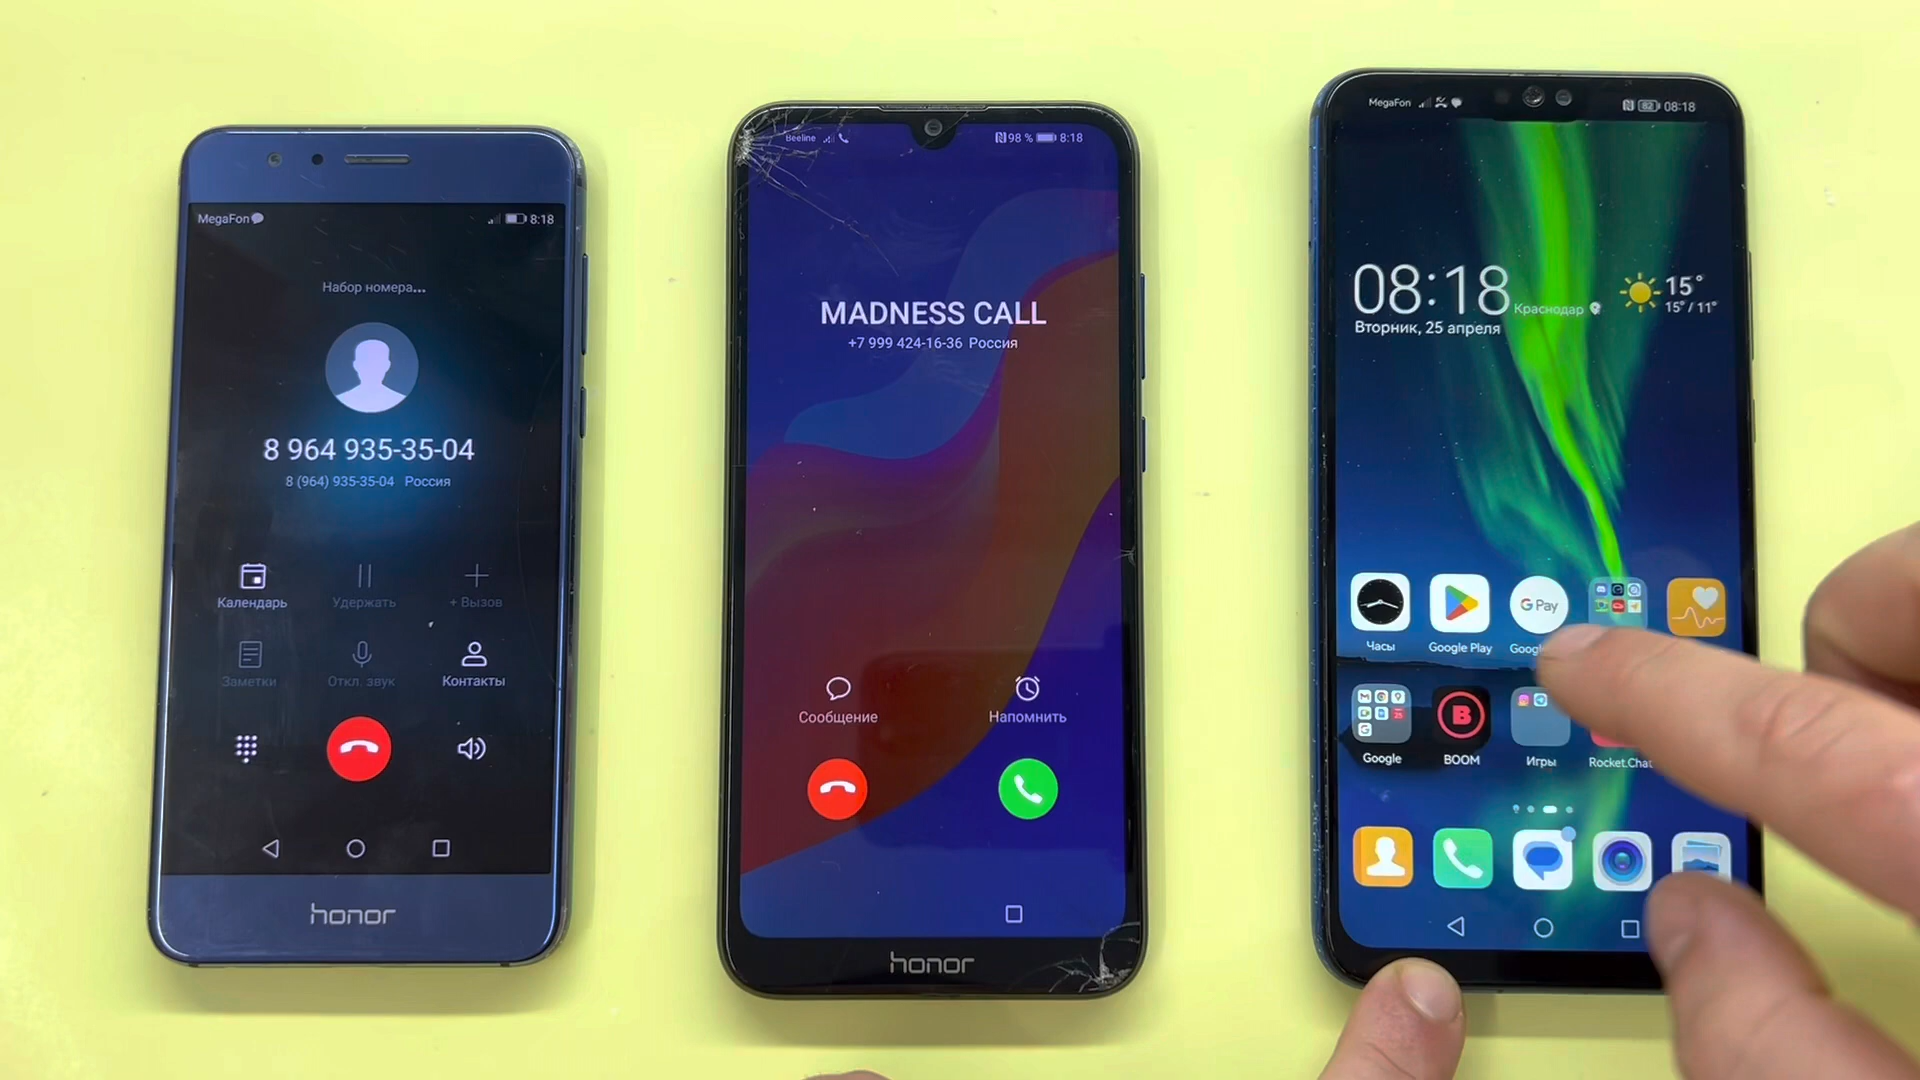 MegaFon
8:18
Набор номера...
8 964 935-35-04
8 (964) 935-35-04 Россия
Календарь
Удержать
+ Вызов
Заметки
Откл. звук
Контакты
honor
Beeline
98 % 8:18
MADNESS CALL
+7 999 424-16-36 Россия
Сообщение
Напомнить
honor
MegaFon
82 08:18
08:18
Краснодар
15°
15° / 11°
Вторник, 25 апреля
G Pay
Часы
Google Play
B
Google
BOOM
Игры
Rocket.Chat